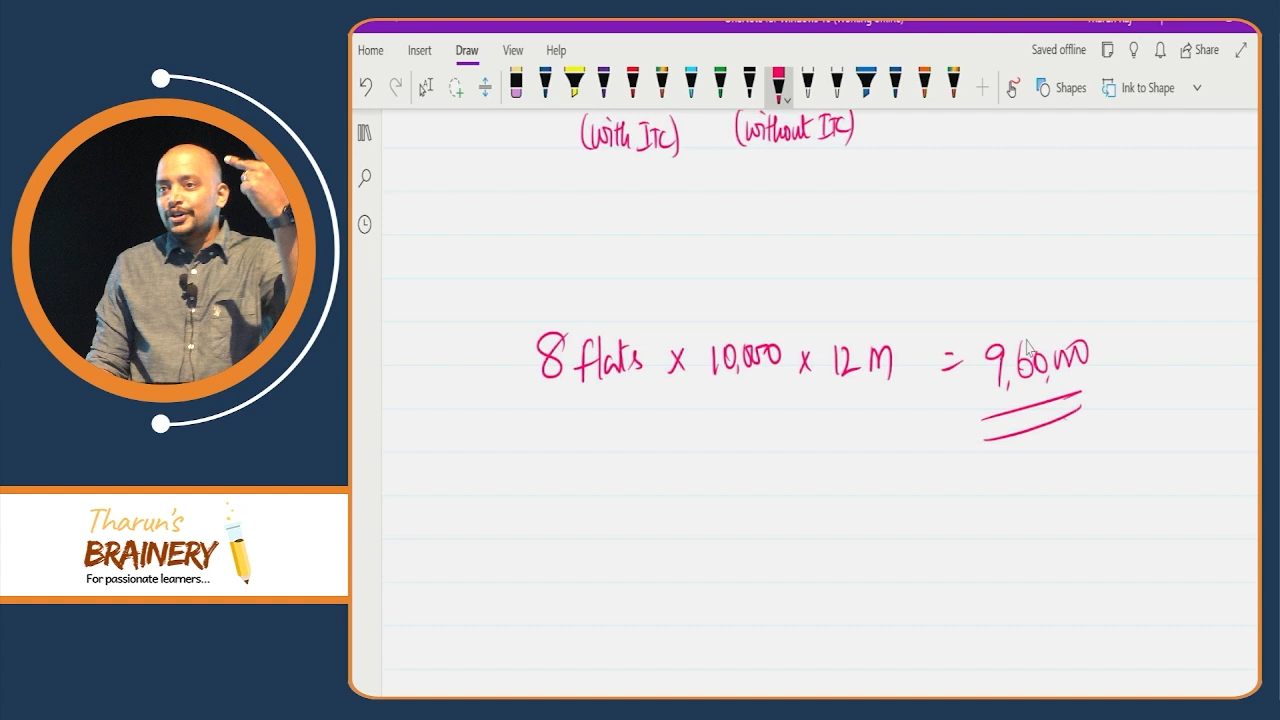 Home Insert Draw View Help Saved offline Share
Shapes Ink to Shape
(with ITC) (without ITC)
8 flats x 10,000 x 12 M = 9,60,000
Tharun's
BRAINERY
For passionate learners...